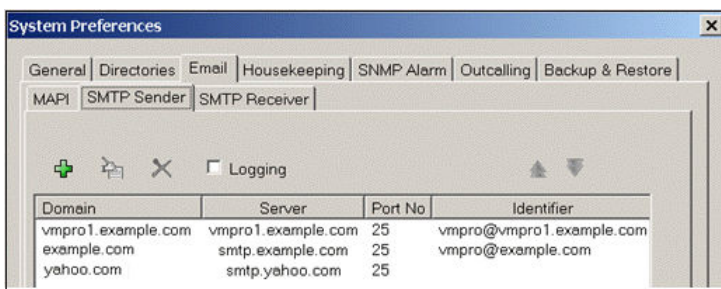 System Preferences
General Directories Email Housekeeping SNMP Alarm Outcalling Backup & Restore
MAPI SMTP Sender SMTP Receiver
Logging
Domain Server Port No Identifier
vmpro1.example.com vmpro1.example.com 25 vmpro@vmpro1.example.com
example.com smtp.example.com 25 vmpro@example.com
yahoo.com smtp.yahoo.com 25